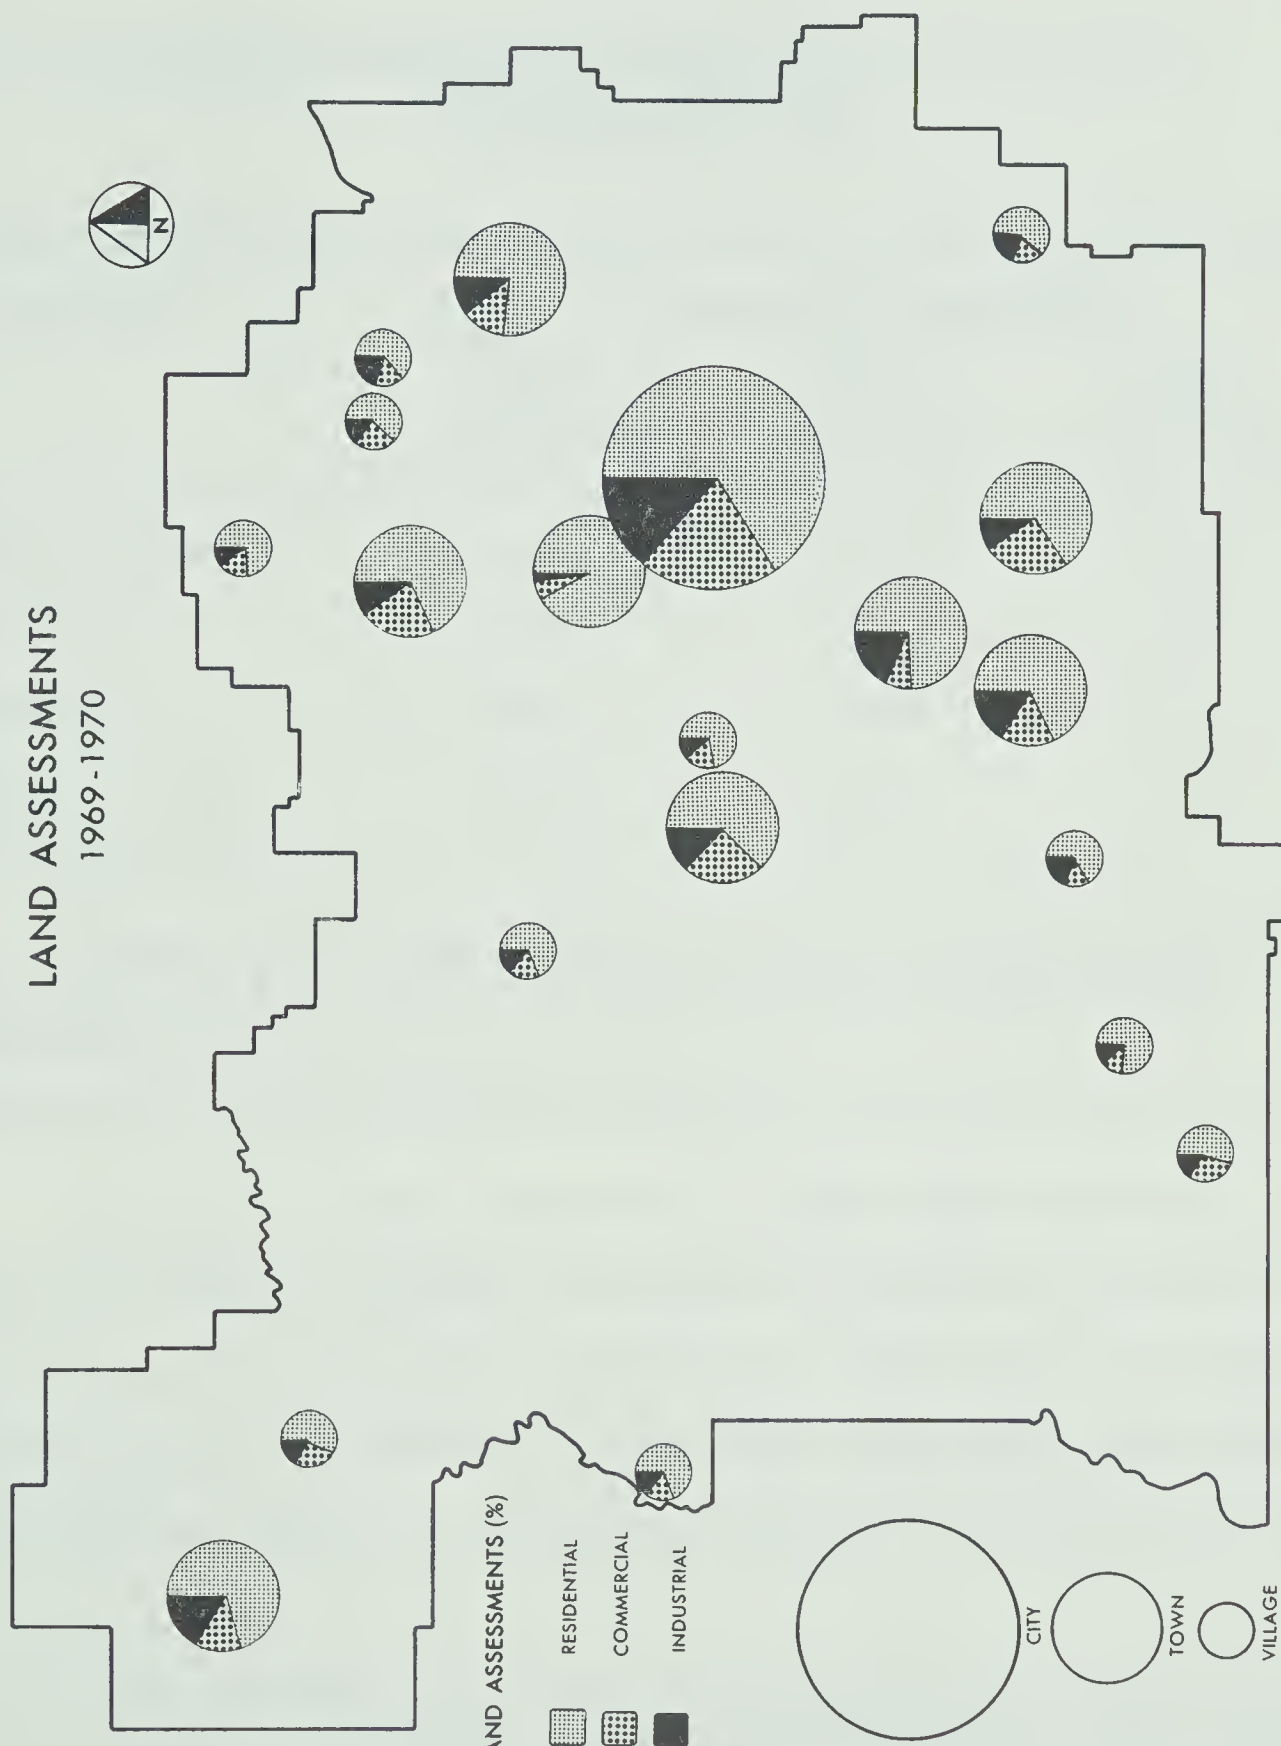 LAND ASSESSMENTS
1969-1970
N
AND ASSESSMENTS (%)
RESIDENTIAL
COMMERCIAL
INDUSTRIAL
CITY
TOWN
VILLAGE